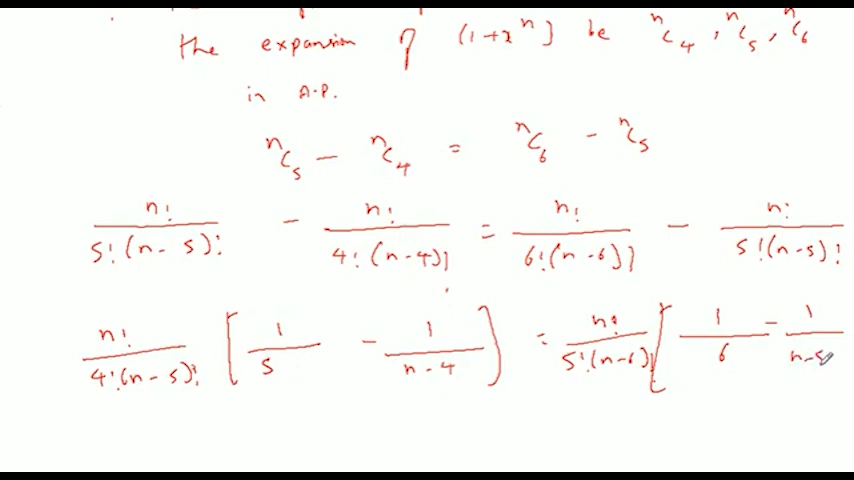 the expansion of (1+x^n) be ⁿC₄, ⁿC₅, ⁿC₆
in A.P.
ⁿC₅ - ⁿC₄ = ⁿC₆ - ⁿC₅
n!/5!(n-5)! - n!/4!(n-4)! = n!/6!(n-6)! - n!/5!(n-5)!
n!/4!(n-5)! [1/5 - 1/n-4] = n!/5!(n-6)! [1/6 - 1/n-5